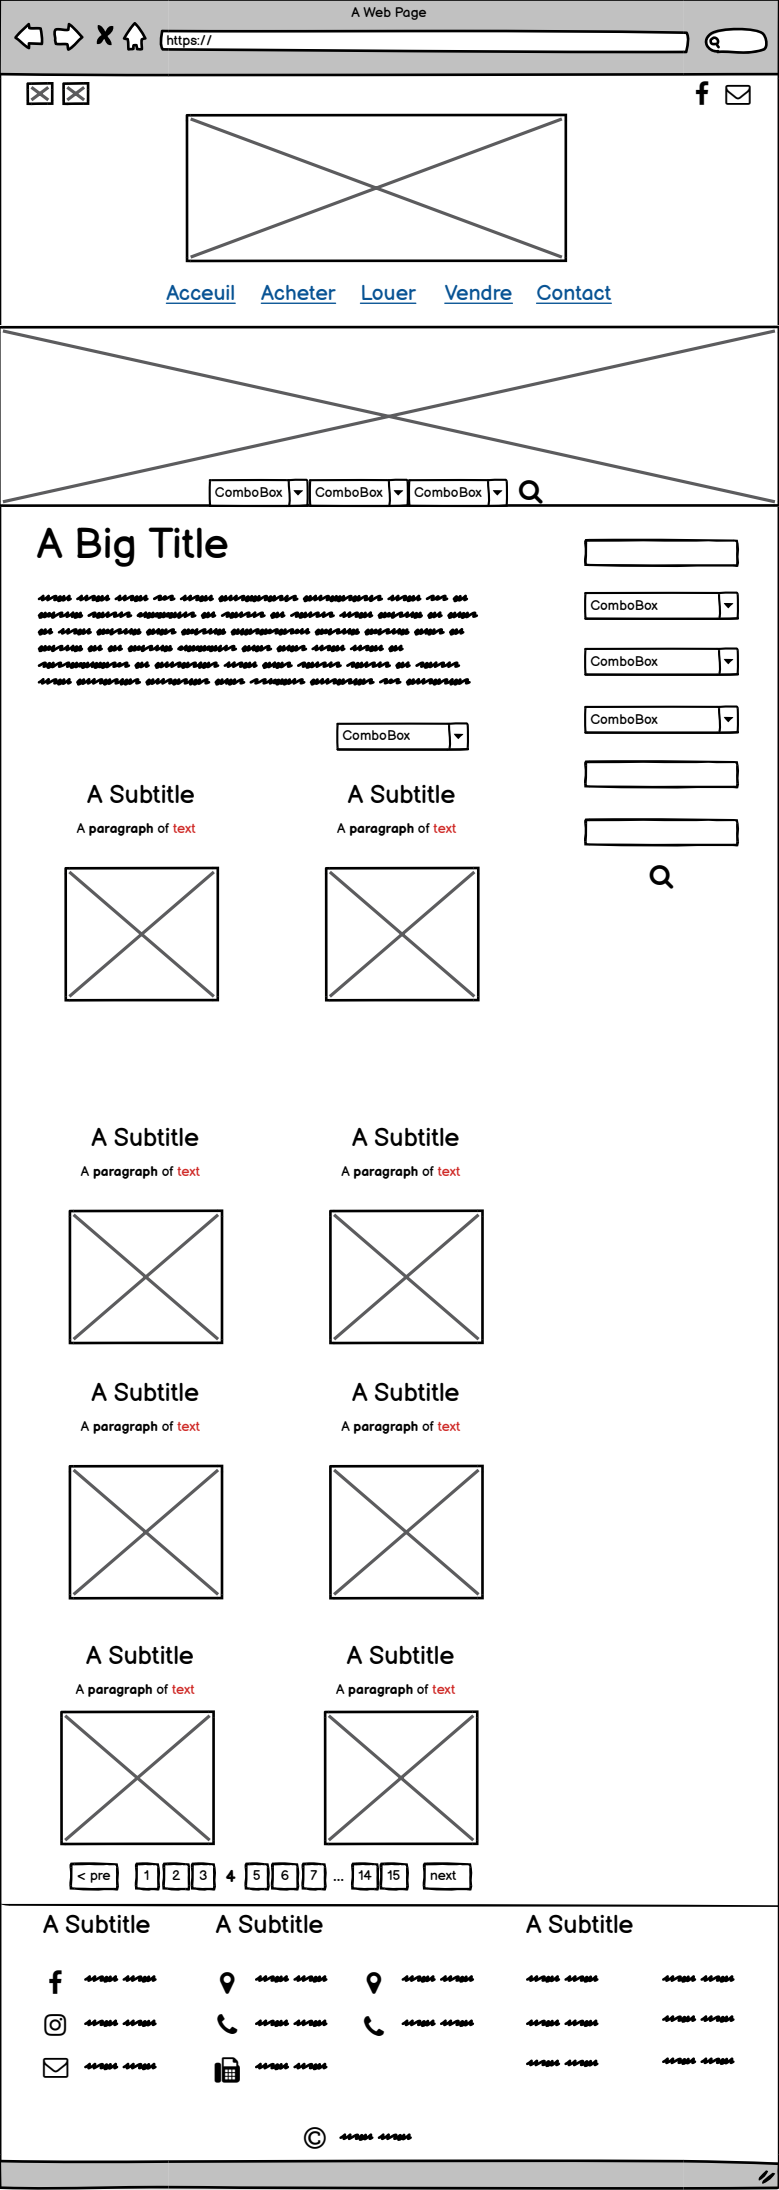 A Web Page
https://
Acceuil Acheter Louer Vendre Contact
ComboBox ComboBox ComboBox
A Big Title
ComboBox
ComboBox
ComboBox
ComboBox
A Subtitle A Subtitle
A paragraph of text A paragraph of text
A Subtitle A Subtitle
A paragraph of text A paragraph of text
A Subtitle A Subtitle
A paragraph of text A paragraph of text
A Subtitle A Subtitle
A paragraph of text A paragraph of text
< pre 1 2 3 4 5 6 7 ... 14 15 next
A Subtitle A Subtitle A Subtitle
©